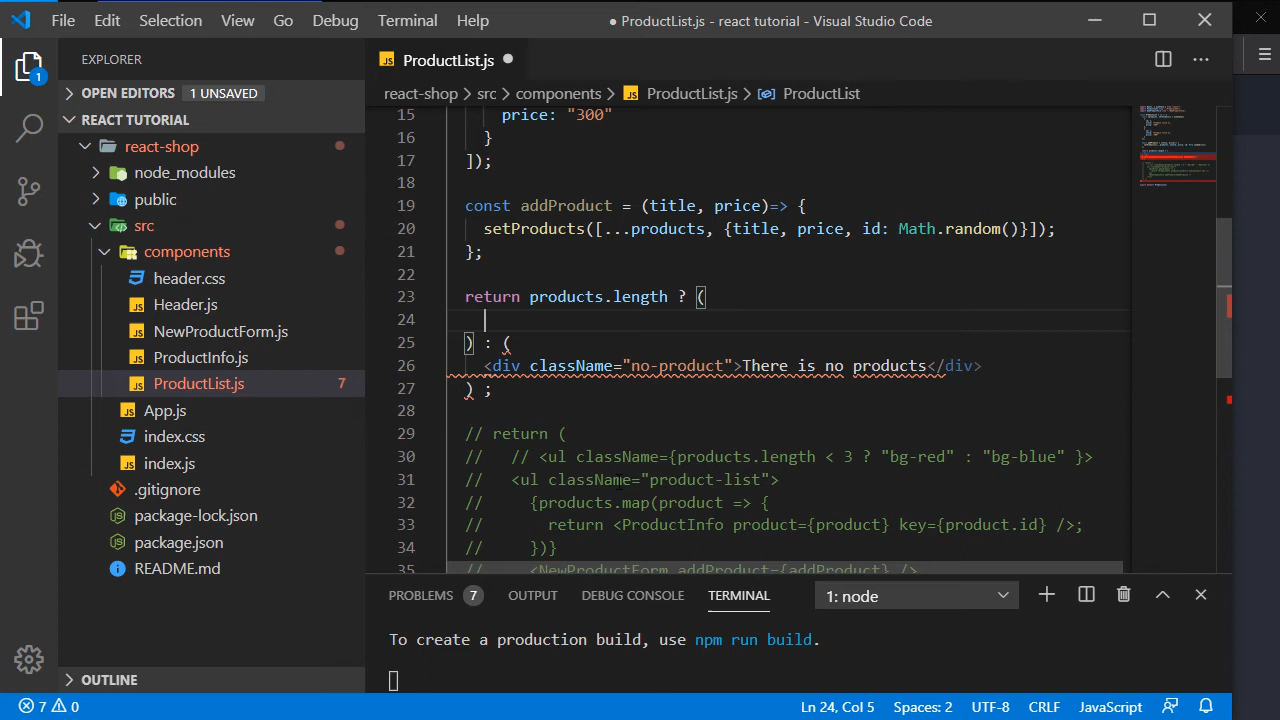 File Edit Selection View Go Debug Terminal Help ● ProductList.js - react tutorial - Visual Studio Code
EXPLORER
OPEN EDITORS 1 UNSAVED
REACT TUTORIAL
react-shop
node_modules
public
src
components
header.css
Header.js
NewProductForm.js
ProductInfo.js
ProductList.js 7
App.js
index.css
index.js
.gitignore
package-lock.json
package.json
README.md
OUTLINE
1
ProductList.js
react-shop > src > components > ProductList.js > ProductList
15 price: "300"
16 }
17 ]);
18
19 const addProduct = (title, price)=> {
20 setProducts([...products, {title, price, id: Math.random()}]);
21 };
22
23 return products.length ? (
24
25 ) : (
26 <div className="no-product">There is no products</div>
27 ) ;
28
29 // return (
30 // // <ul className={products.length < 3 ? "bg-red" : "bg-blue" }>
31 // <ul className="product-list">
32 // {products.map(product => {
33 // return <ProductInfo product={product} key={product.id} />;
34 // })}
35 // <NewProductForm addProduct={addProduct} />
PROBLEMS 7 OUTPUT DEBUG CONSOLE TERMINAL 1: node
To create a production build, use npm run build.
7 0 Ln 24, Col 5 Spaces: 2 UTF-8 CRLF JavaScript